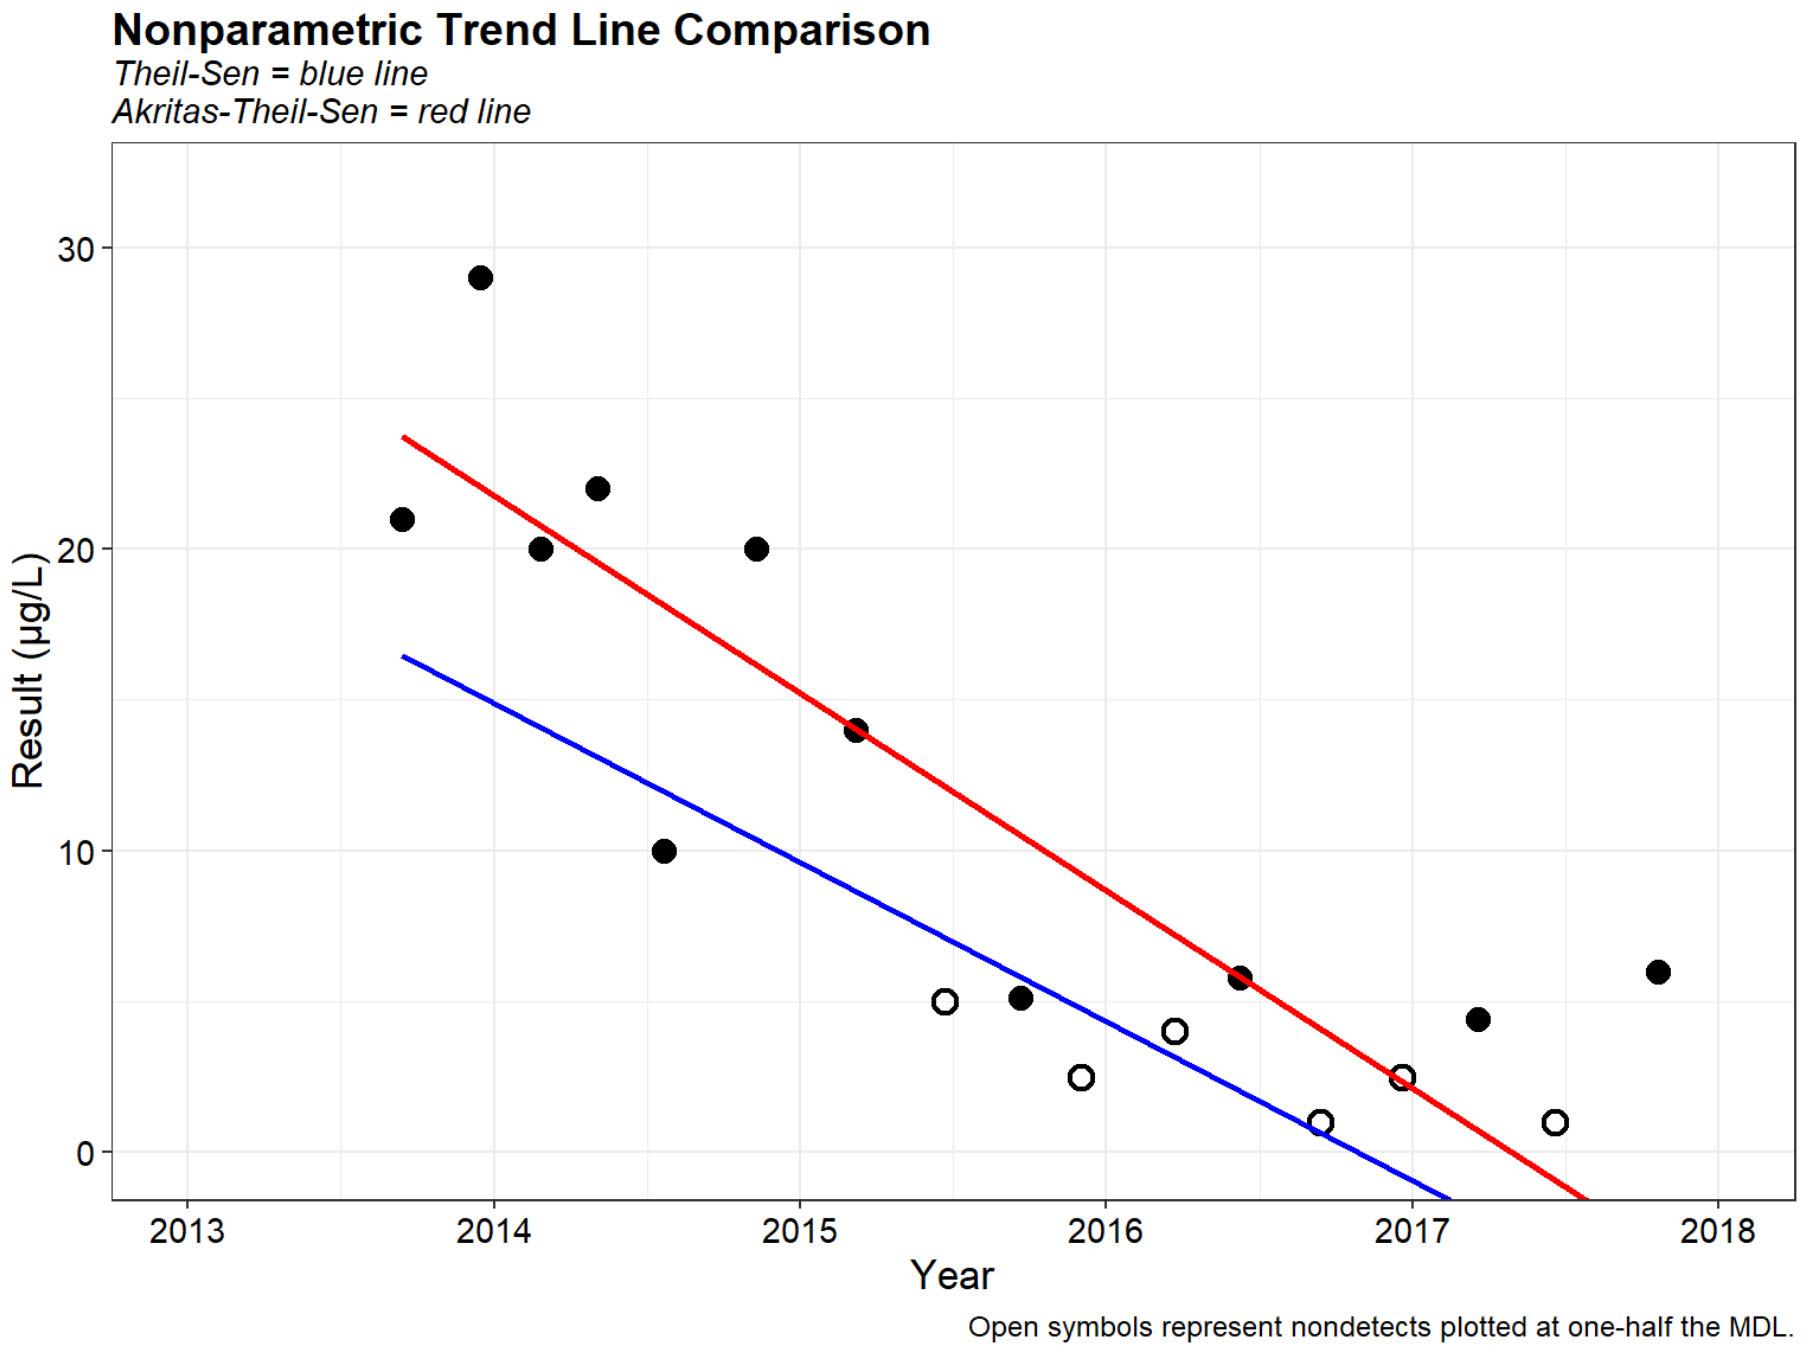 Nonparametric Trend Line Comparison
Theil-Sen = blue line
Akritas-Theil-Sen = red line
Result (µg/L)
30
20
10
0
2013 2014 2015 2016 2017 2018
Year
Open symbols represent nondetects plotted at one-half the MDL.